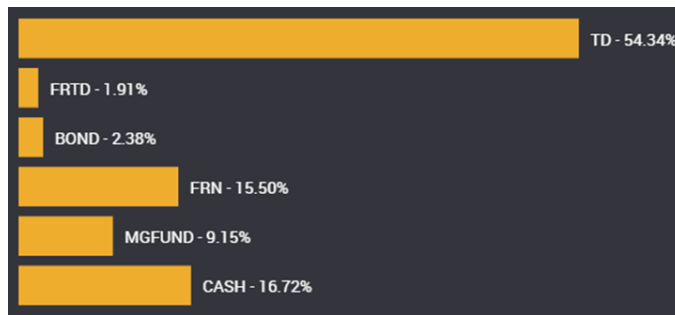 TD - 54.34%
FRTD - 1.91%
BOND - 2.38%
FRN - 15.50%
MGFUND - 9.15%
CASH - 16.72%